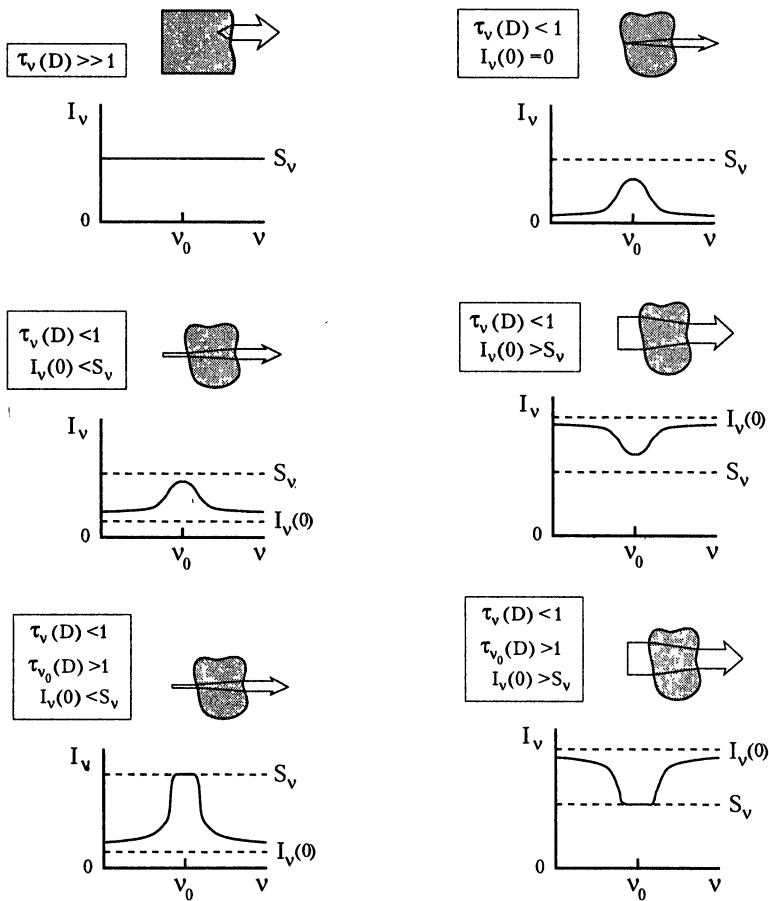 τν(D) >> 1
Iν
Sν
0
ν0
ν
τν(D) < 1
Iν(0) = 0
Iν
Sν
0
ν0
ν
τν(D) < 1
Iν(0) < Sν
Iν
Sν
Iν(0)
0
ν0
ν
τν(D) < 1
Iν(0) > Sν
Iν
Iν(0)
Sν
0
ν0
ν
τν(D) < 1
τν0(D) > 1
Iν(0) < Sν
Iν
Sν
Iν(0)
0
ν0
ν
τν(D) < 1
τν0(D) > 1
Iν(0) > Sν
Iν
Iν(0)
Sν
0
ν0
ν